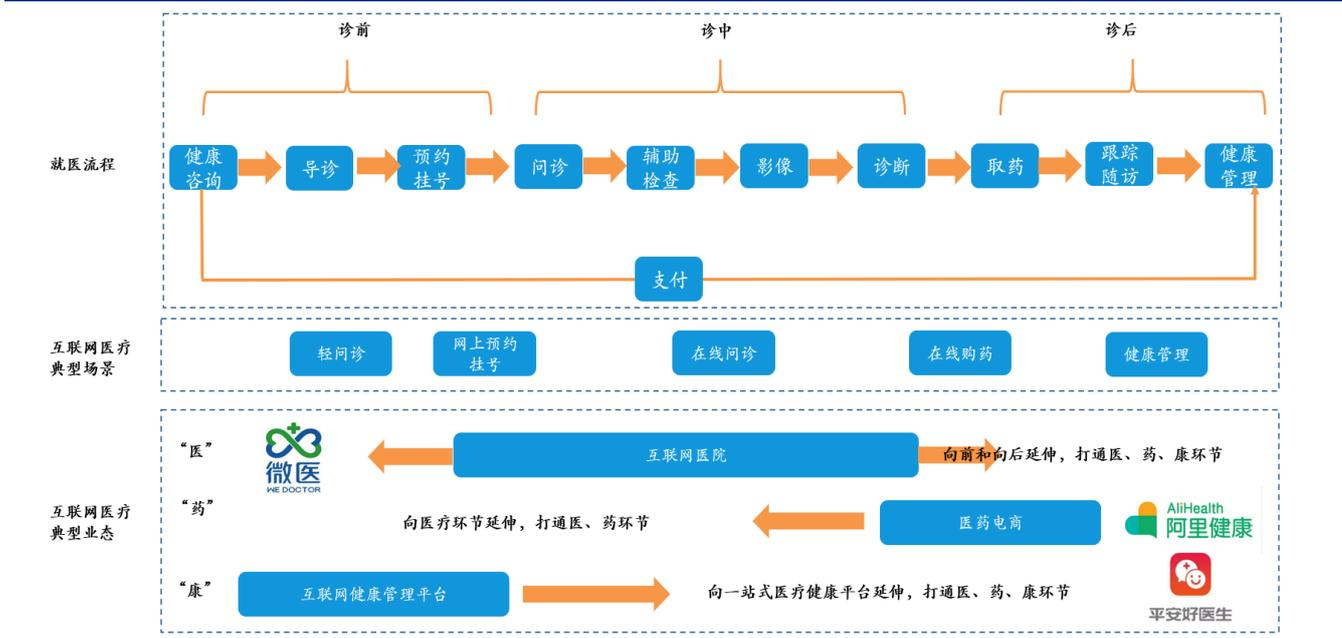 诊前
诊中
诊后
就医流程
健康
咨询
导诊
预约
挂号
问诊
辅助
检查
影像
诊断
取药
跟踪
随访
健康
管理
支付
互联网医疗
典型场景
轻问诊
网上预约
挂号
在线问诊
在线购药
健康管理
互联网医疗
典型业态
“医”
微医
WE DOCTOR
互联网医院
向前和向后延伸，打通医、药、康环节
“药”
向医疗环节延伸，打通医、药环节
医药电商
AliHealth
阿里健康
“康”
互联网健康管理平台
向一站式医疗健康平台延伸，打通医、药、康环节
平安好医生